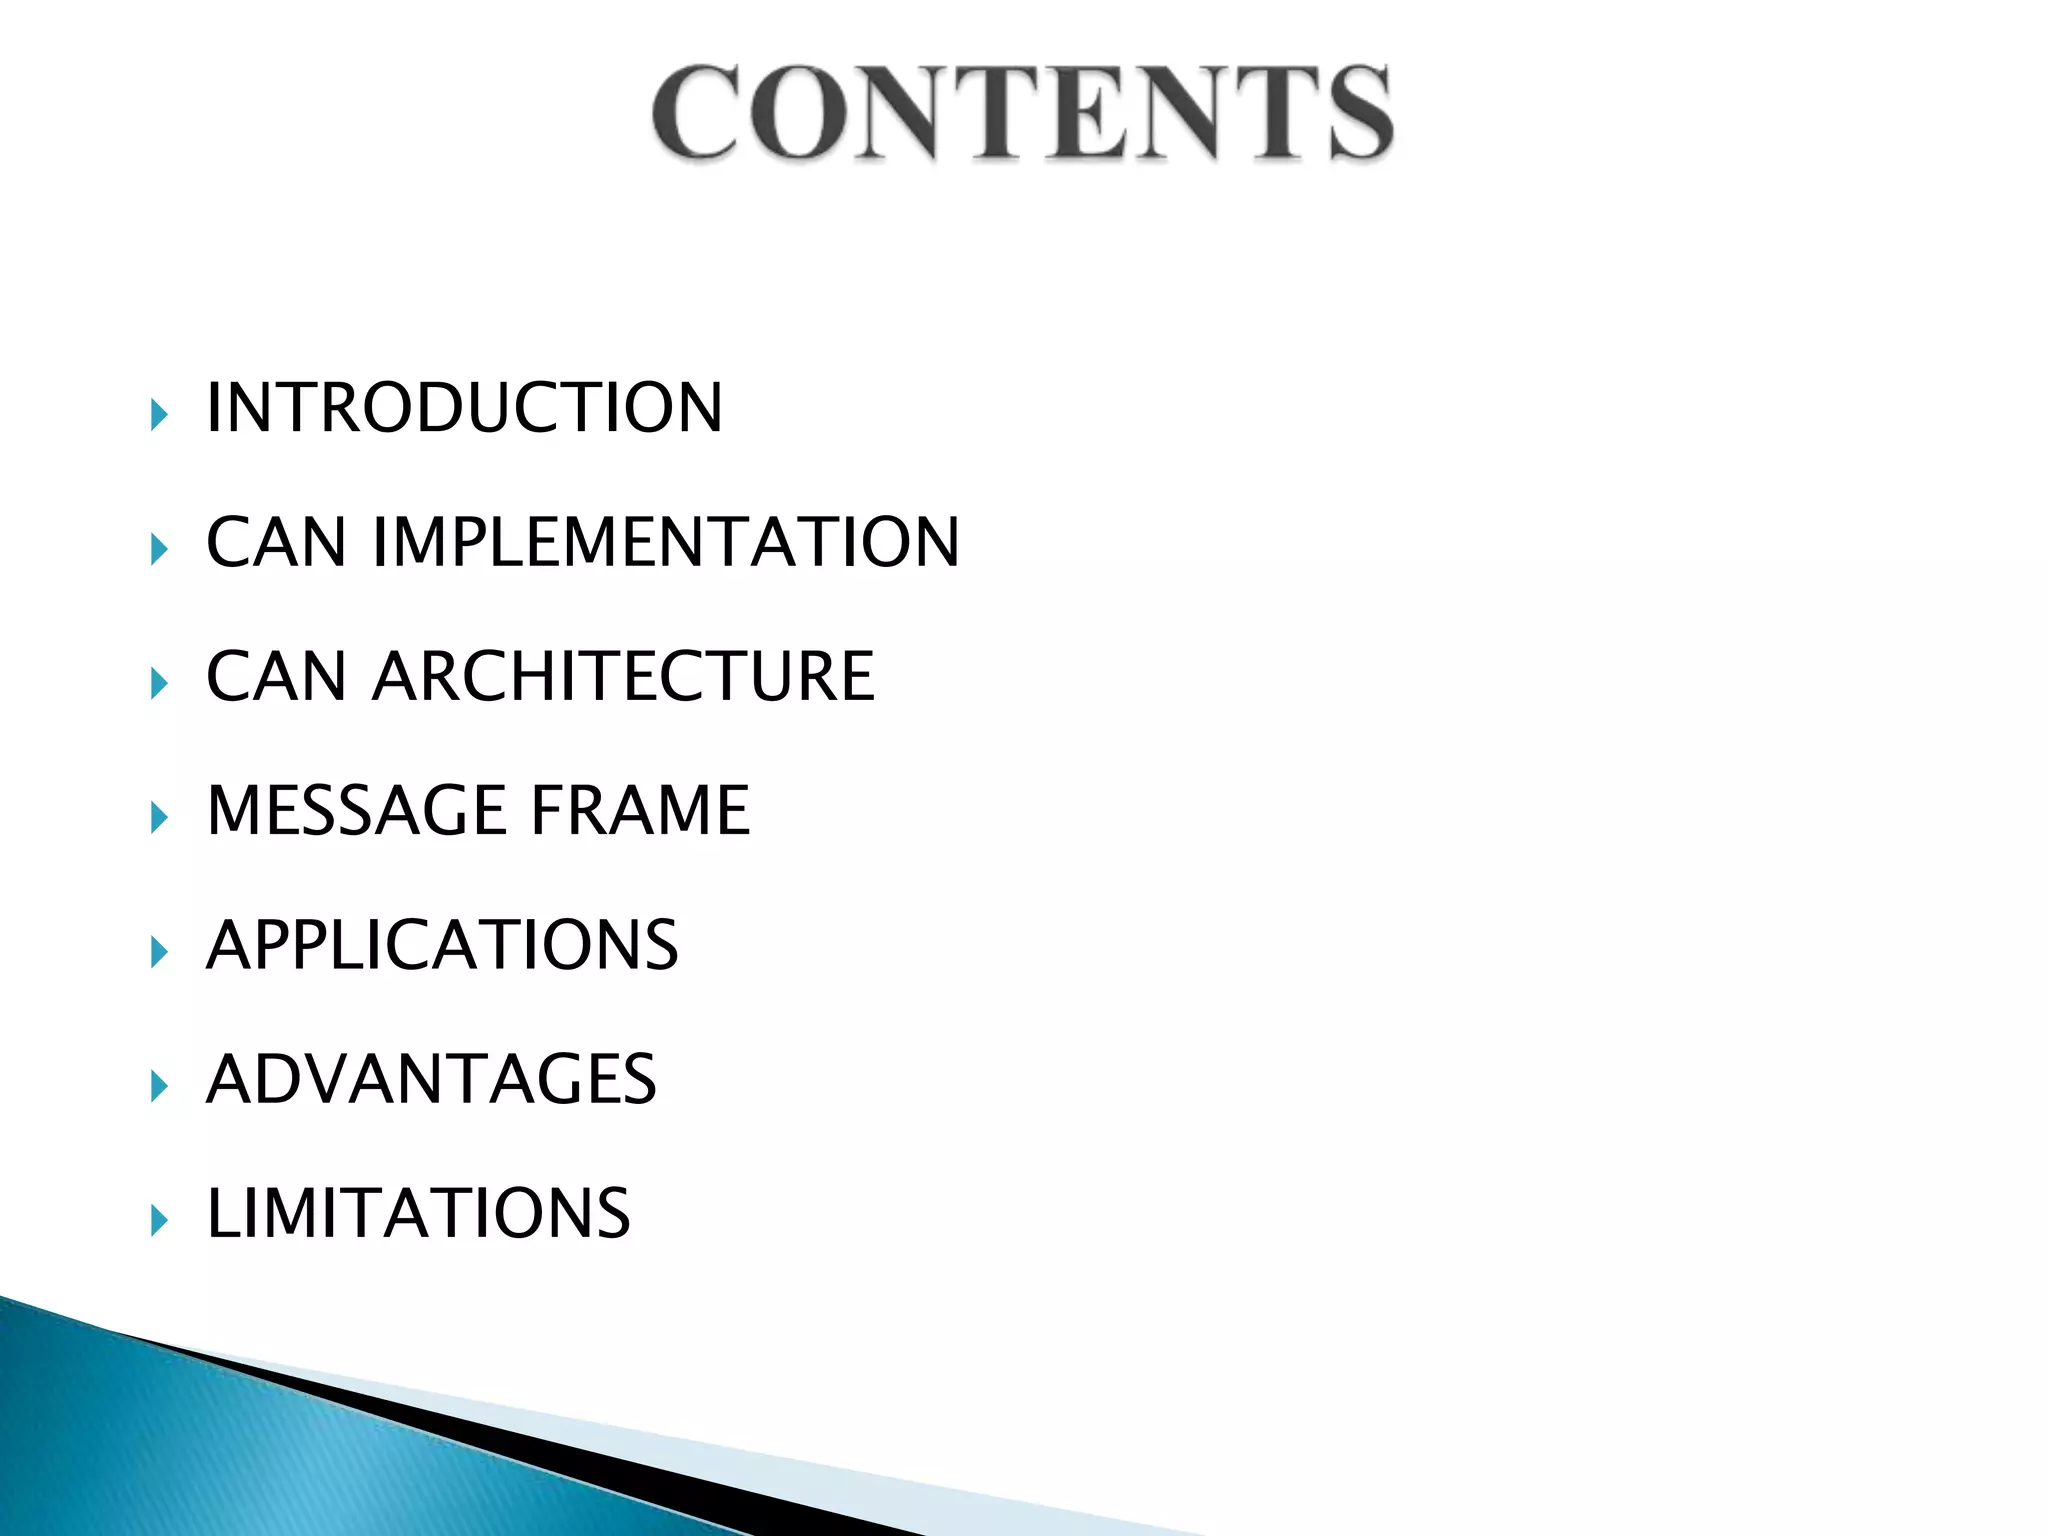 CONTENTS
INTRODUCTION
CAN IMPLEMENTATION
CAN ARCHITECTURE
MESSAGE FRAME
APPLICATIONS
ADVANTAGES
LIMITATIONS